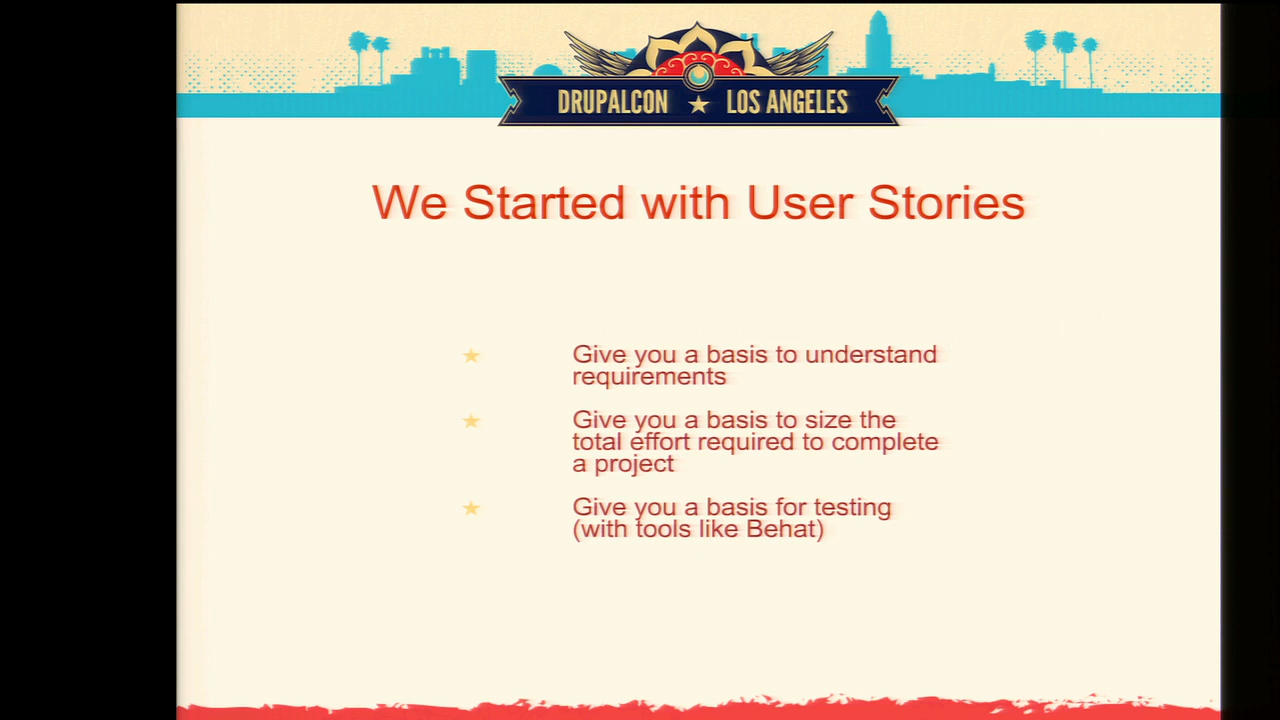 DRUPALCON ★ LOS ANGELES
We Started with User Stories
★ Give you a basis to understand
requirements
★ Give you a basis to size the
total effort required to complete
a project
★ Give you a basis for testing
(with tools like Behat)